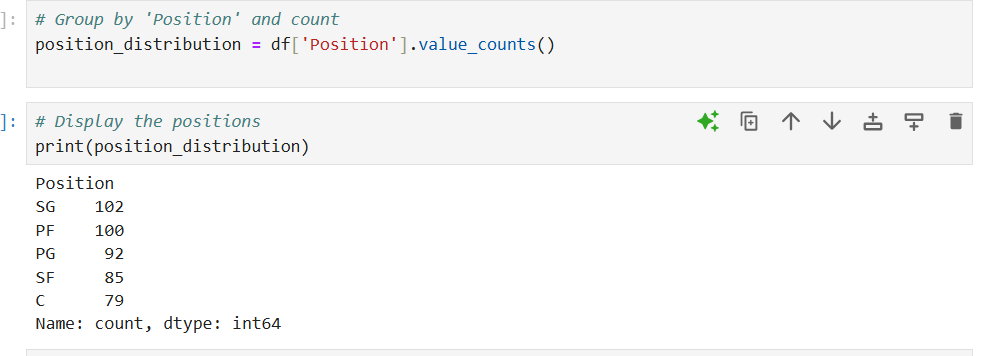 ]: # Group by 'Position' and count
position_distribution = df['Position'].value_counts()
]: # Display the positions
print(position_distribution)
Position
SG    102
PF    100
PG     92
SF     85
C      79
Name: count, dtype: int64